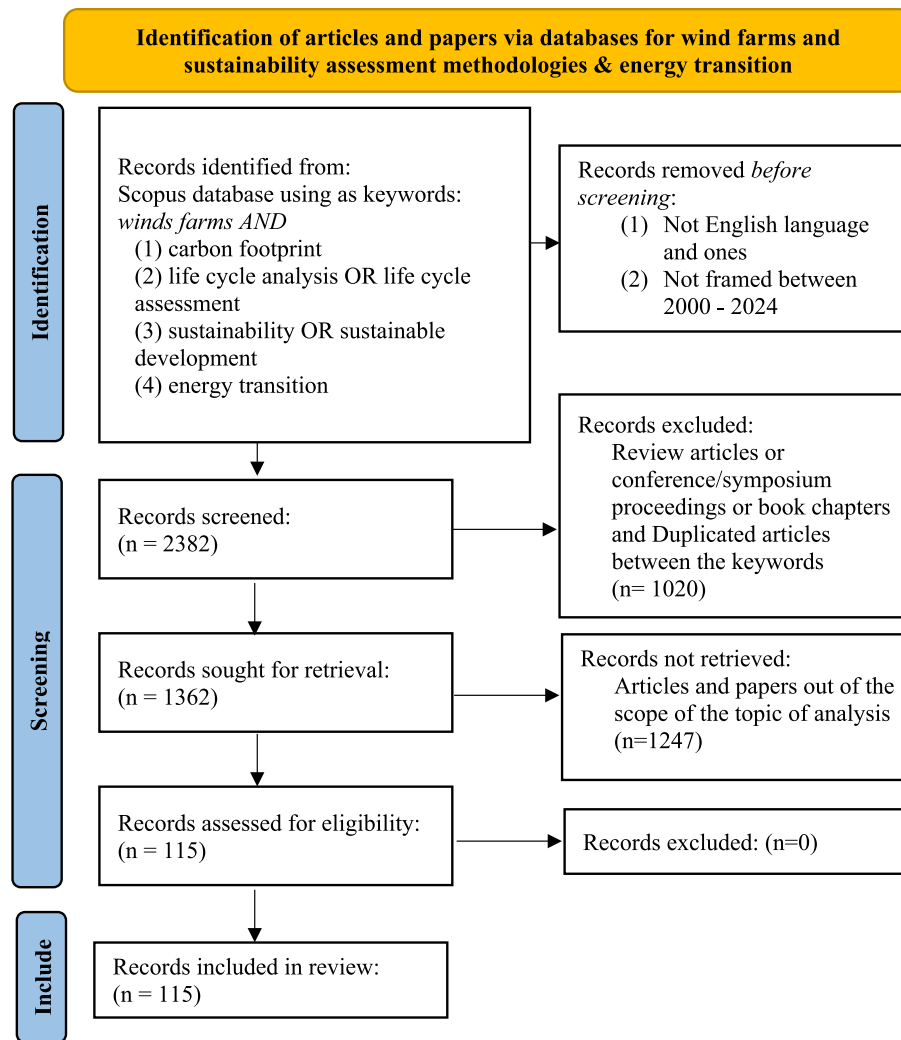 Identification of articles and papers via databases for wind farms and
sustainability assessment methodologies & energy transition
Identification
Records identified from:
Scopus database using as keywords:
winds farms AND
(1) carbon footprint
(2) life cycle analysis OR life cycle
assessment
(3) sustainability OR sustainable
development
(4) energy transition
Records removed before
screening:
(1) Not English language
and ones
(2) Not framed between
2000 - 2024
Screening
Records screened:
(n = 2382)
Records excluded:
Review articles or
conference/symposium
proceedings or book chapters
and Duplicated articles
between the keywords
(n= 1020)
Records sought for retrieval:
(n = 1362)
Records not retrieved:
Articles and papers out of the
scope of the topic of analysis
(n=1247)
Records assessed for eligibility:
(n = 115)
Records excluded: (n=0)
Include
Records included in review:
(n = 115)